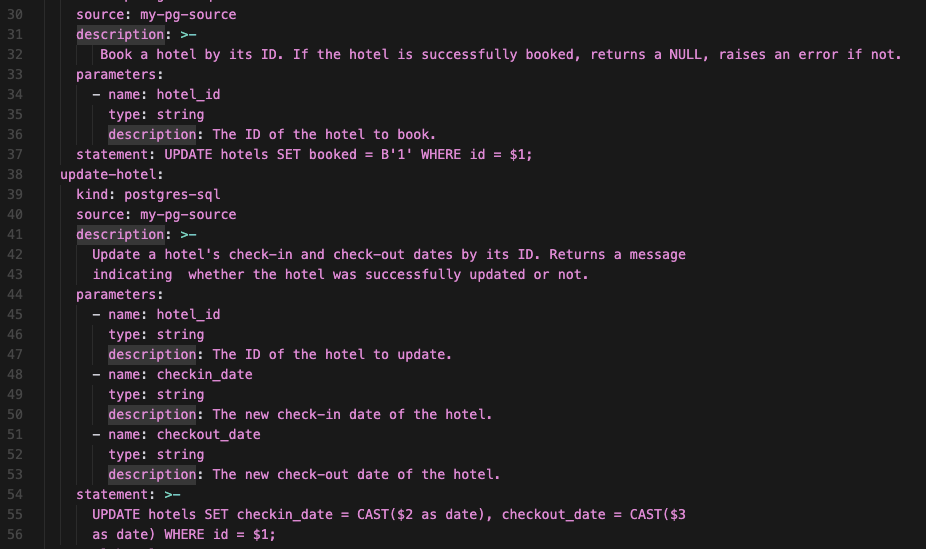 30 source: my-pg-source
31 description: >-
32 Book a hotel by its ID. If the hotel is successfully booked, returns a NULL, raises an error if not.
33 parameters:
34 - name: hotel_id
35 type: string
36 description: The ID of the hotel to book.
37 statement: UPDATE hotels SET booked = B'1' WHERE id = $1;
38 update-hotel:
39 kind: postgres-sql
40 source: my-pg-source
41 description: >-
42 Update a hotel's check-in and check-out dates by its ID. Returns a message
43 indicating  whether the hotel was successfully updated or not.
44 parameters:
45 - name: hotel_id
46 type: string
47 description: The ID of the hotel to update.
48 - name: checkin_date
49 type: string
50 description: The new check-in date of the hotel.
51 - name: checkout_date
52 type: string
53 description: The new check-out date of the hotel.
54 statement: >-
55 UPDATE hotels SET checkin_date = CAST($2 as date), checkout_date = CAST($3
56 as date) WHERE id = $1;